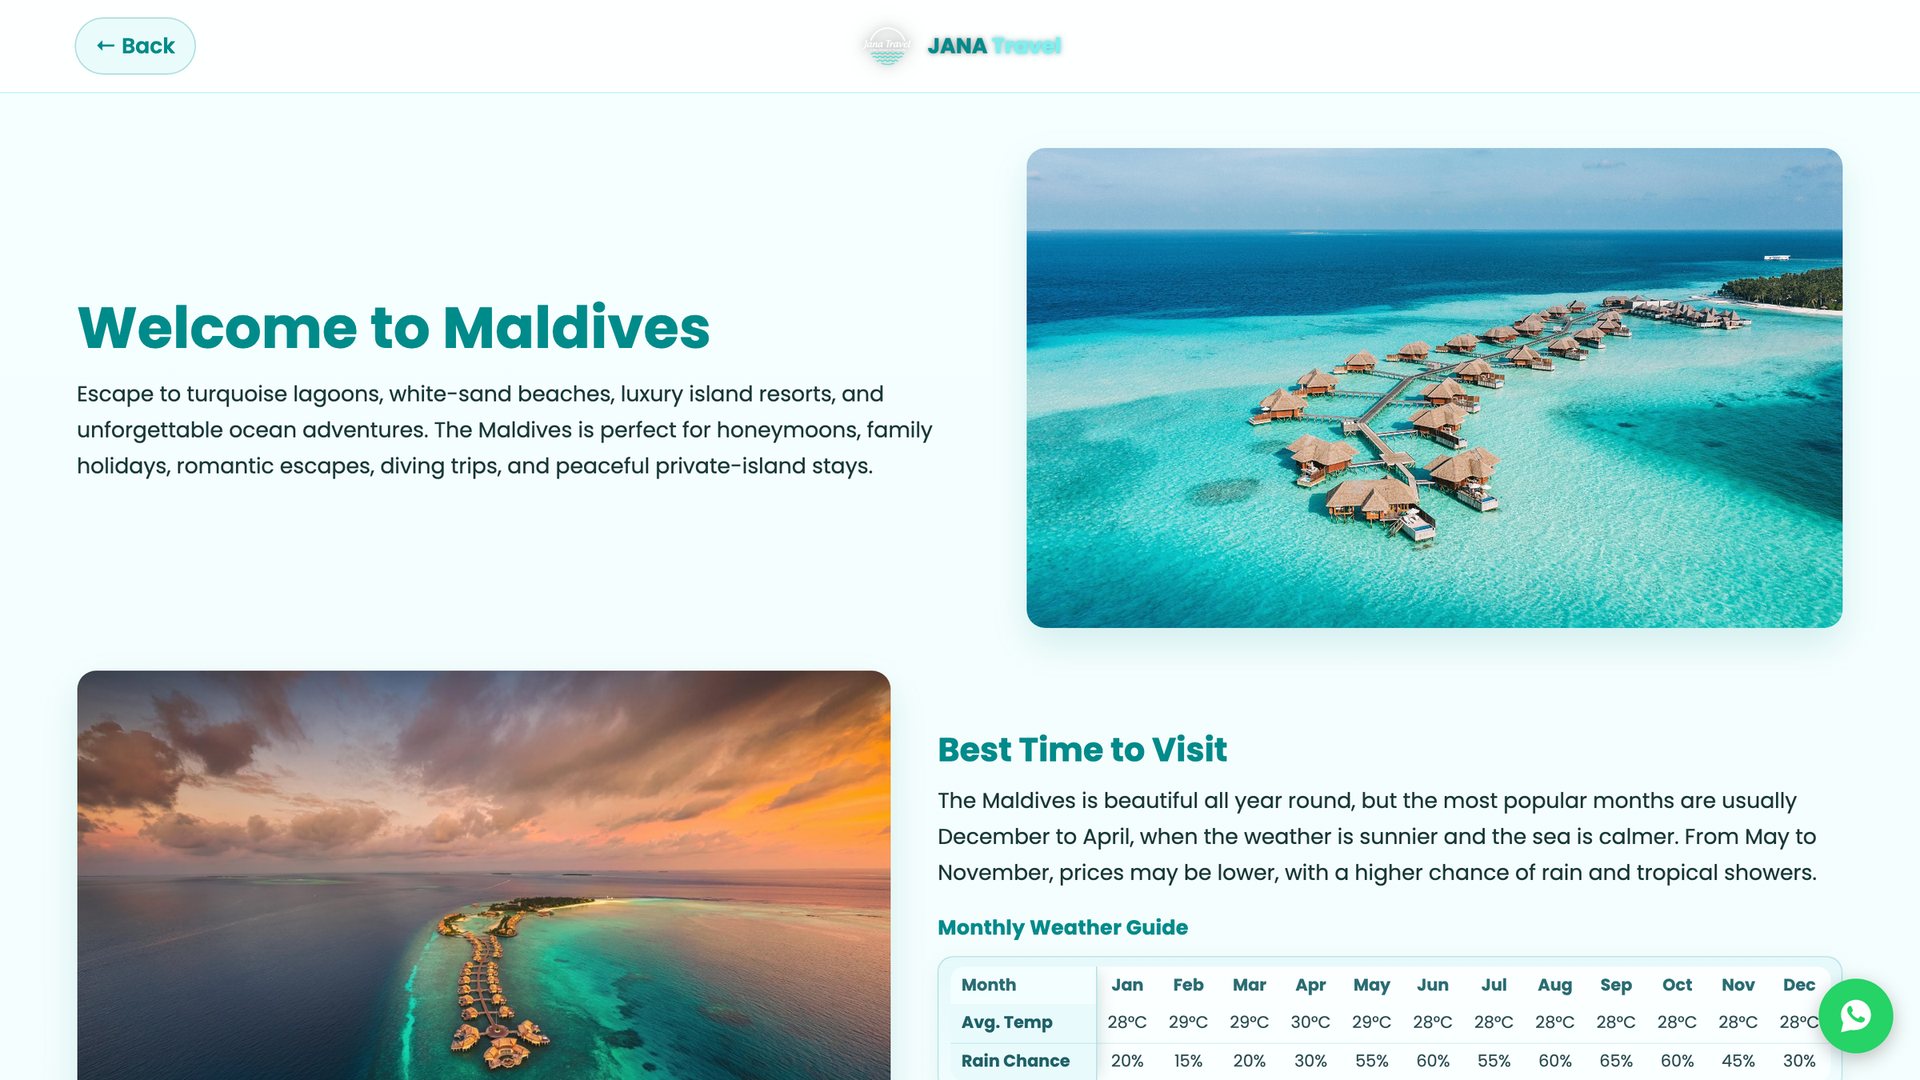 ← Back
Jana Travel
JANA Travel
Welcome to Maldives
Escape to turquoise lagoons, white-sand beaches, luxury island resorts, and
unforgettable ocean adventures. The Maldives is perfect for honeymoons, family
holidays, romantic escapes, diving trips, and peaceful private-island stays.
Best Time to Visit
The Maldives is beautiful all year round, but the most popular months are usually
December to April, when the weather is sunnier and the sea is calmer. From May to
November, prices may be lower, with a higher chance of rain and tropical showers.
Monthly Weather Guide
Month Jan Feb Mar Apr May Jun Jul Aug Sep Oct Nov Dec
Avg. Temp 28°C 29°C 29°C 30°C 29°C 28°C 28°C 28°C 28°C 28°C 28°C 28°C
Rain Chance 20% 15% 20% 30% 55% 60% 55% 60% 65% 60% 45% 30%